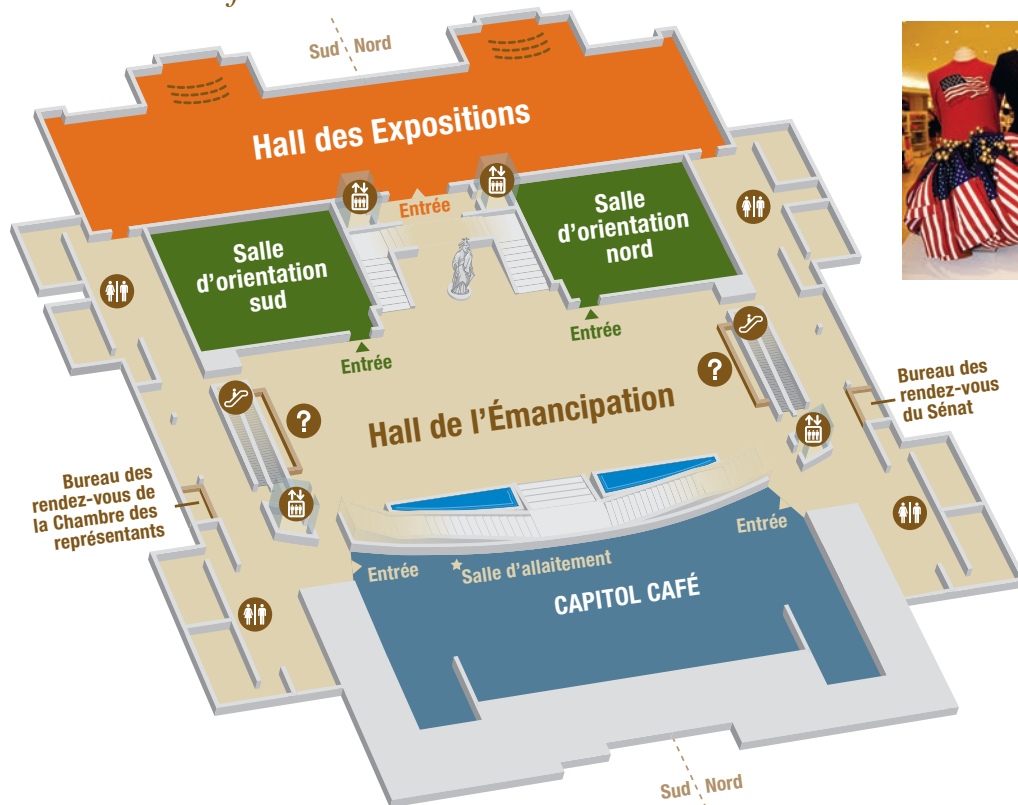 Sud Nord
Hall des Expositions
Entrée
Salle
d'orientation
sud
Salle
d'orientation
nord
Entrée
Entrée
?
?
Hall de l'Émancipation
Bureau des
rendez-vous
du Sénat
Bureau des
rendez-vous de
la Chambre des
représentants
Entrée
Entrée
Salle d'allaitement
CAPITOL CAFÉ
Sud Nord